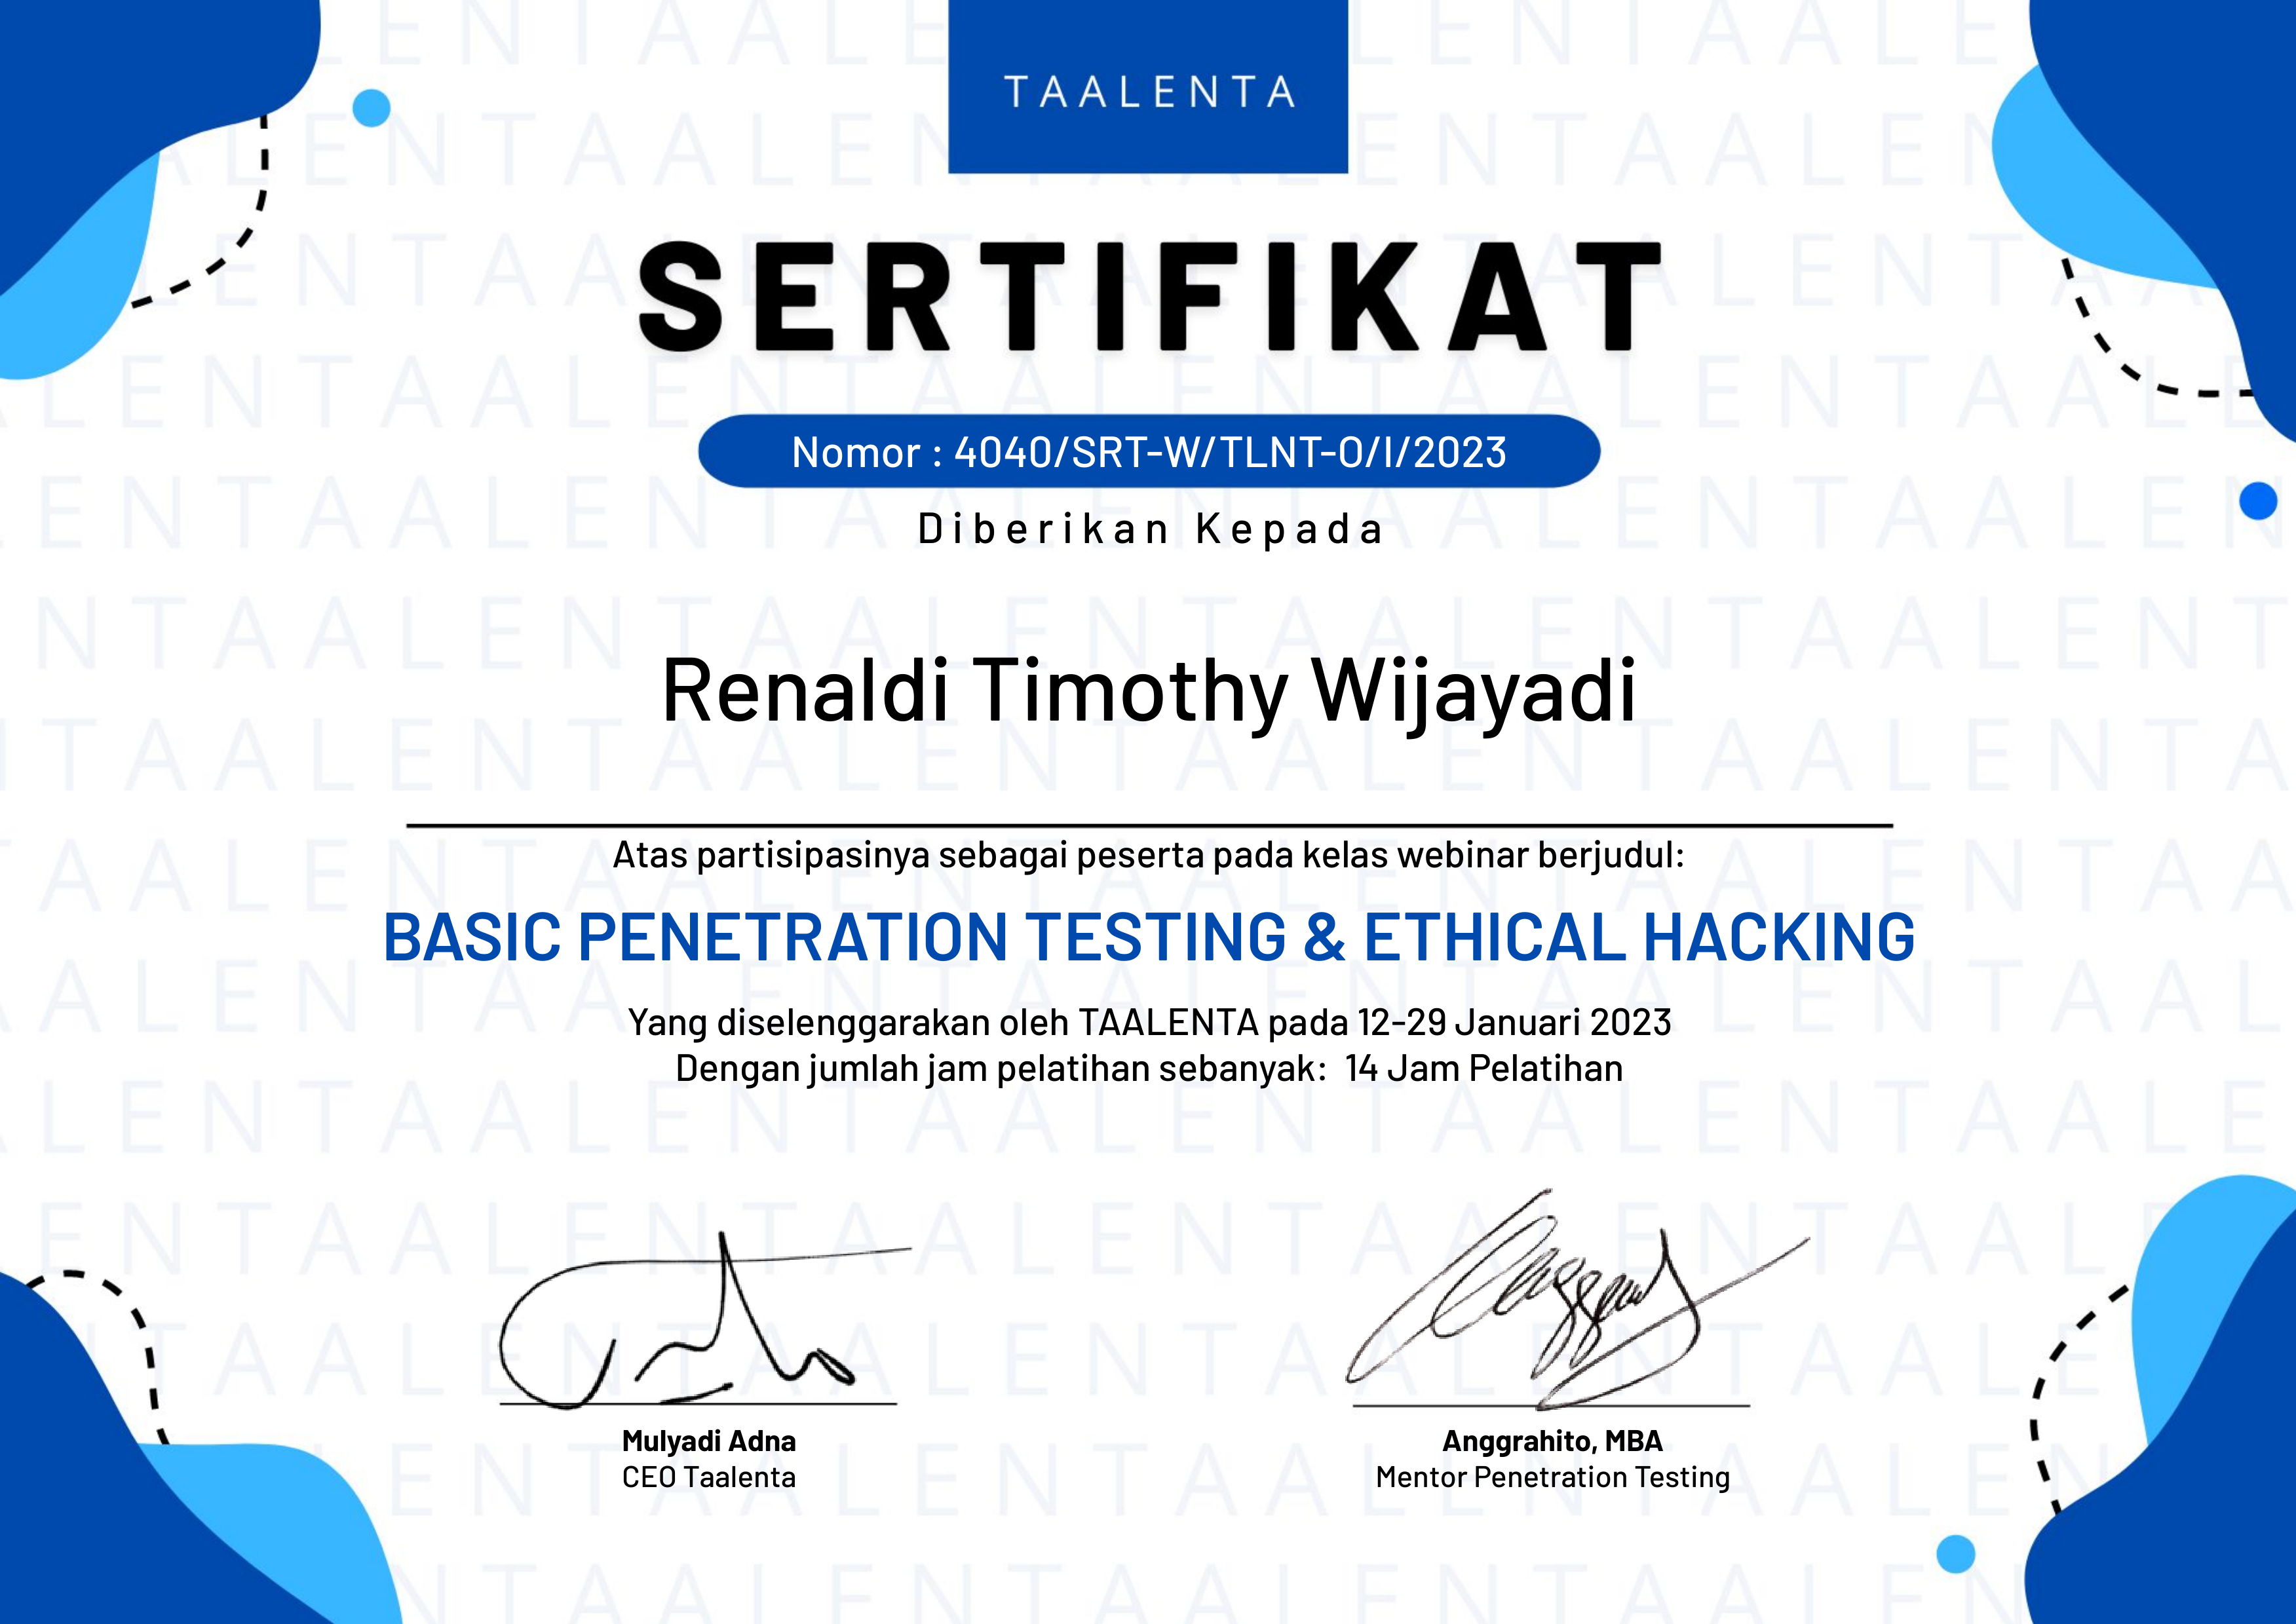 TAALENTA
SERTIFIKAT
Nomor : 4040/SRT-W/TLNT-O/I/2023
Diberikan Kepada
Renaldi Timothy Wijayadi
Atas partisipasinya sebagai peserta pada kelas webinar berjudul:
BASIC PENETRATION TESTING & ETHICAL HACKING
Yang diselenggarakan oleh TAALENTA pada 12-29 Januari 2023
Dengan jumlah jam pelatihan sebanyak: 14 Jam Pelatihan
Mulyadi Adna
CEO Taalenta
Anggrahito, MBA
Mentor Penetration Testing